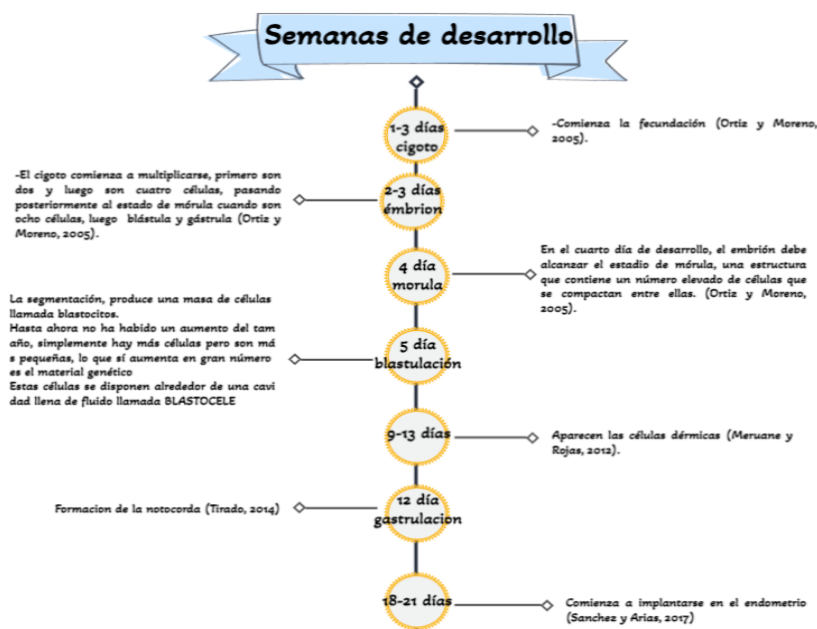 Semanas de desarrollo
1-3 días
cigoto
-Comienza la fecundación (Ortiz y Moreno,
2005).
2-3 días
émbrion
-El cigoto comienza a multiplicarse, primero son
dos y luego son cuatro células, pasando
posteriormente al estado de mórula cuando son
ocho células, luego blástula y gástrula (Ortiz y
Moreno, 2005).
4 día
morula
En el cuarto día de desarrollo, el embrión debe
alcanzar el estadio de mórula, una estructura
que contiene un número elevado de células que
se compactan entre ellas. (Ortiz y Moreno,
2005).
5 día
blastulación
La segmentación, produce una masa de células
llamada blastocitos.
Hasta ahora no ha habido un aumento del tam
año, simplemente hay más células pero son má
s pequeñas, lo que sí aumenta en gran número
es el material genético
Estas células se disponen alrededor de una cavi
dad llena de fluido llamada BLASTOCELE
9-13 días
Aparecen las células dérmicas (Meruane y
Rojas, 2012).
12 día
gastrulacion
Formacion de la notocorda (Tirado, 2014)
18-21 días
Comienza a implantarse en el endometrio
(Sanchez y Arias, 2017)